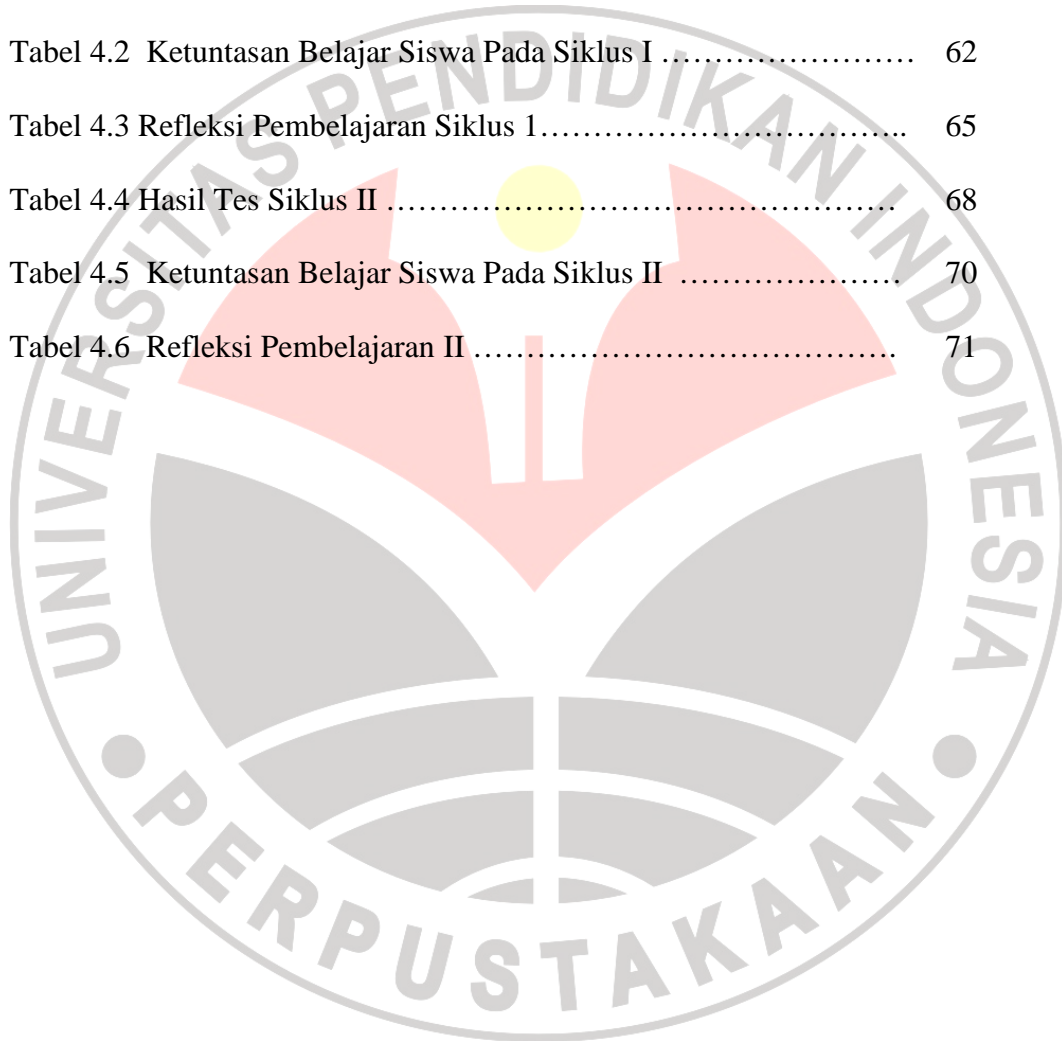 Tabel 4.2  Ketuntasan Belajar Siswa Pada Siklus I …………………… 62
Tabel 4.3 Refleksi Pembelajaran Siklus 1…………………………….. 65
Tabel 4.4 Hasil Tes Siklus II ………………………………………… 68
Tabel 4.5  Ketuntasan Belajar Siswa Pada Siklus II  ………………… 70
Tabel 4.6  Refleksi Pembelajaran II …………………………………. 71
UNIVERSITAS PENDIDIKAN INDONESIA
PERPUSTAKAAN